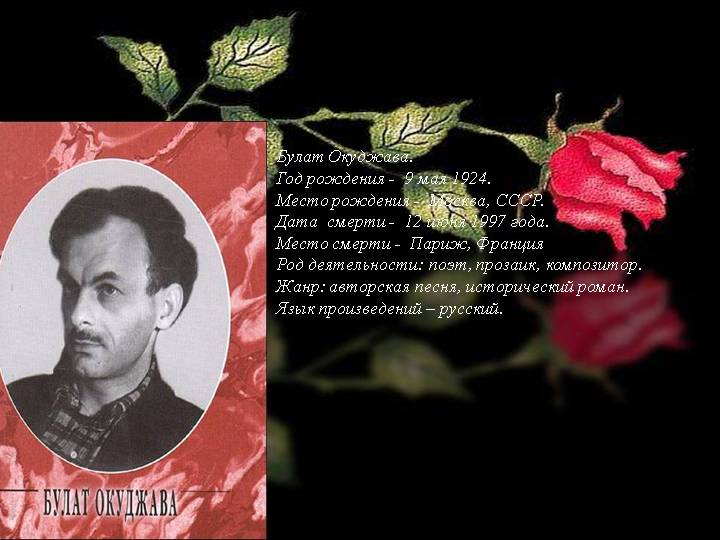 Булат Окуджава.
Год рождения - 9 мая 1924.
Место рождения - Москва, СССР.
Дата смерти - 12 июня 1997 года.
Место смерти - Париж, Франция
Род деятельности: поэт, прозаик, композитор.
Жанр: авторская песня, исторический роман.
Язык произведений – русский.
БУЛАТ ОКУДЖАВА